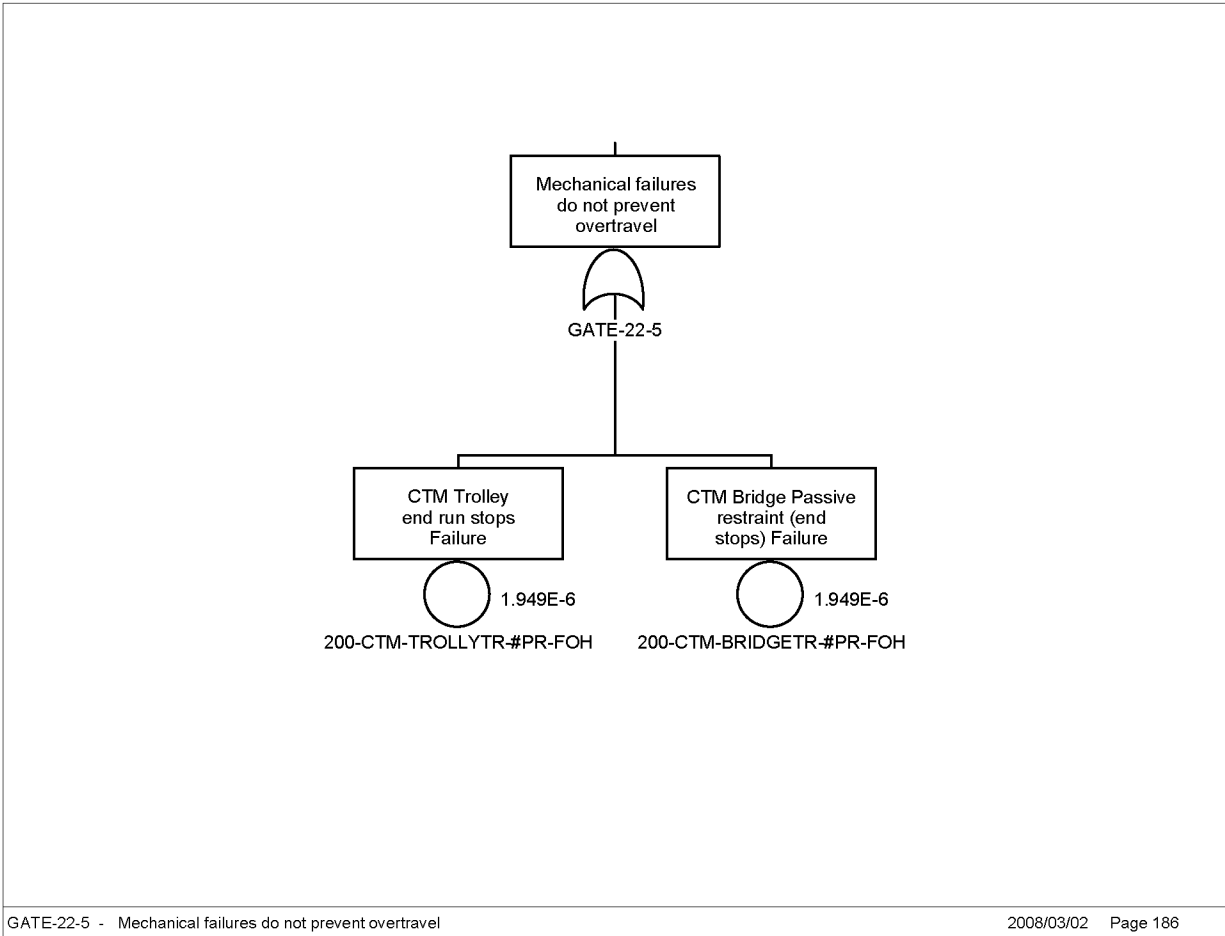 Mechanical failures
do not prevent
overtravel
GATE-22-5
CTM Trolley
end run stops
Failure
1.949E-6
200-CTM-TROLLYTR-#PR-FOH
CTM Bridge Passive
restraint (end
stops) Failure
1.949E-6
200-CTM-BRIDGETR-#PR-FOH
GATE-22-5 - Mechanical failures do not prevent overtravel 2008/03/02 Page 186